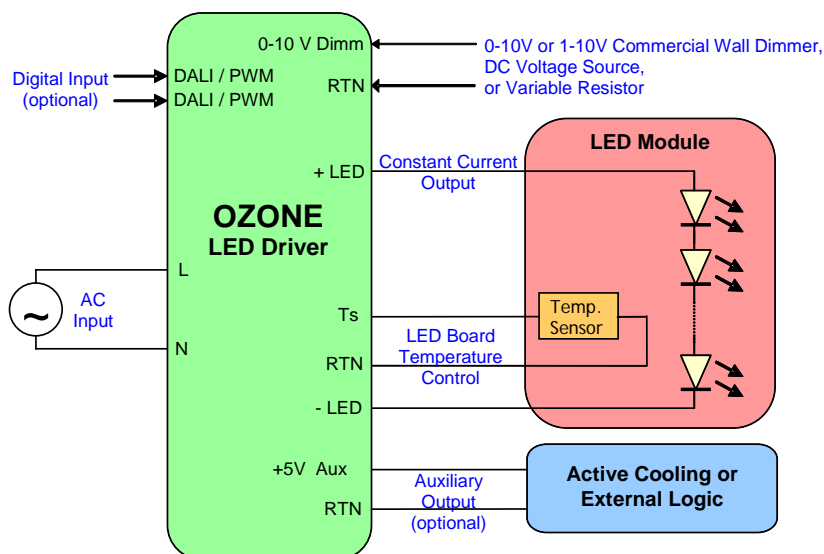 0-10 V Dimm
0-10V or 1-10V Commercial Wall Dimmer,
DC Voltage Source,
or Variable Resistor
Digital Input
(optional)
DALI / PWM
DALI / PWM
RTN
LED Module
+ LED
Constant Current
Output
OZONE
LED Driver
L
AC
Input
~
N
Ts
Temp.
Sensor
LED Board
Temperature
Control
RTN
- LED
+5V Aux
Auxiliary
Output
(optional)
RTN
Active Cooling or
External Logic